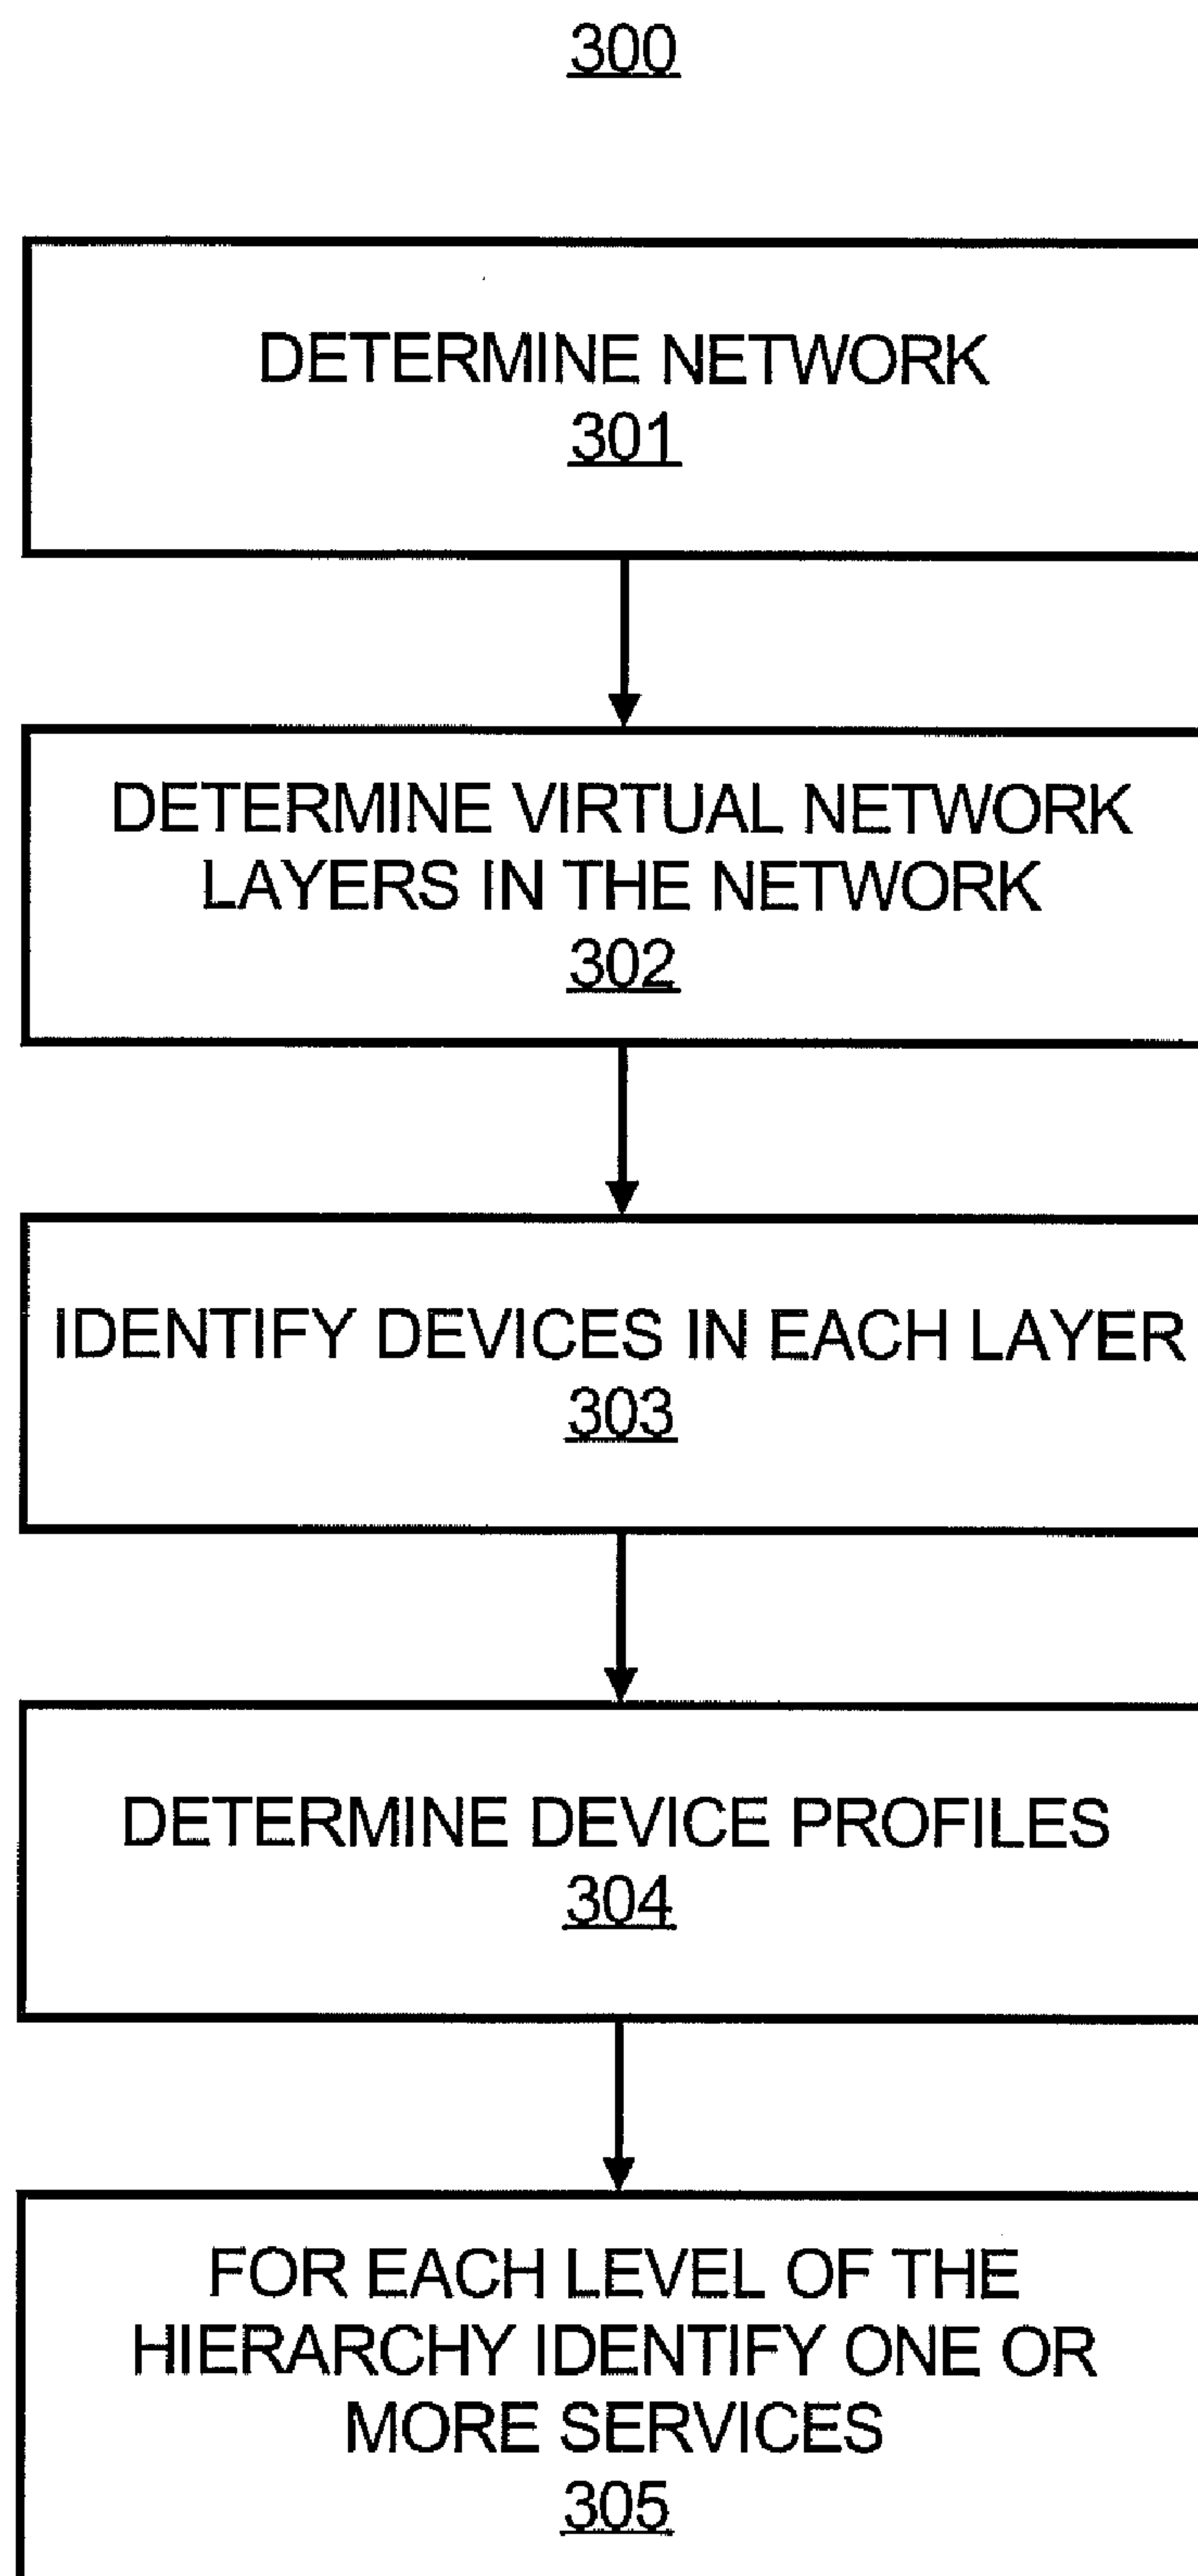 300
DETERMINE NETWORK
301
DETERMINE VIRTUAL NETWORK
LAYERS IN THE NETWORK
302
IDENTIFY DEVICES IN EACH LAYER
303
DETERMINE DEVICE PROFILES
304
FOR EACH LEVEL OF THE
HIERARCHY IDENTIFY ONE OR
MORE SERVICES
305